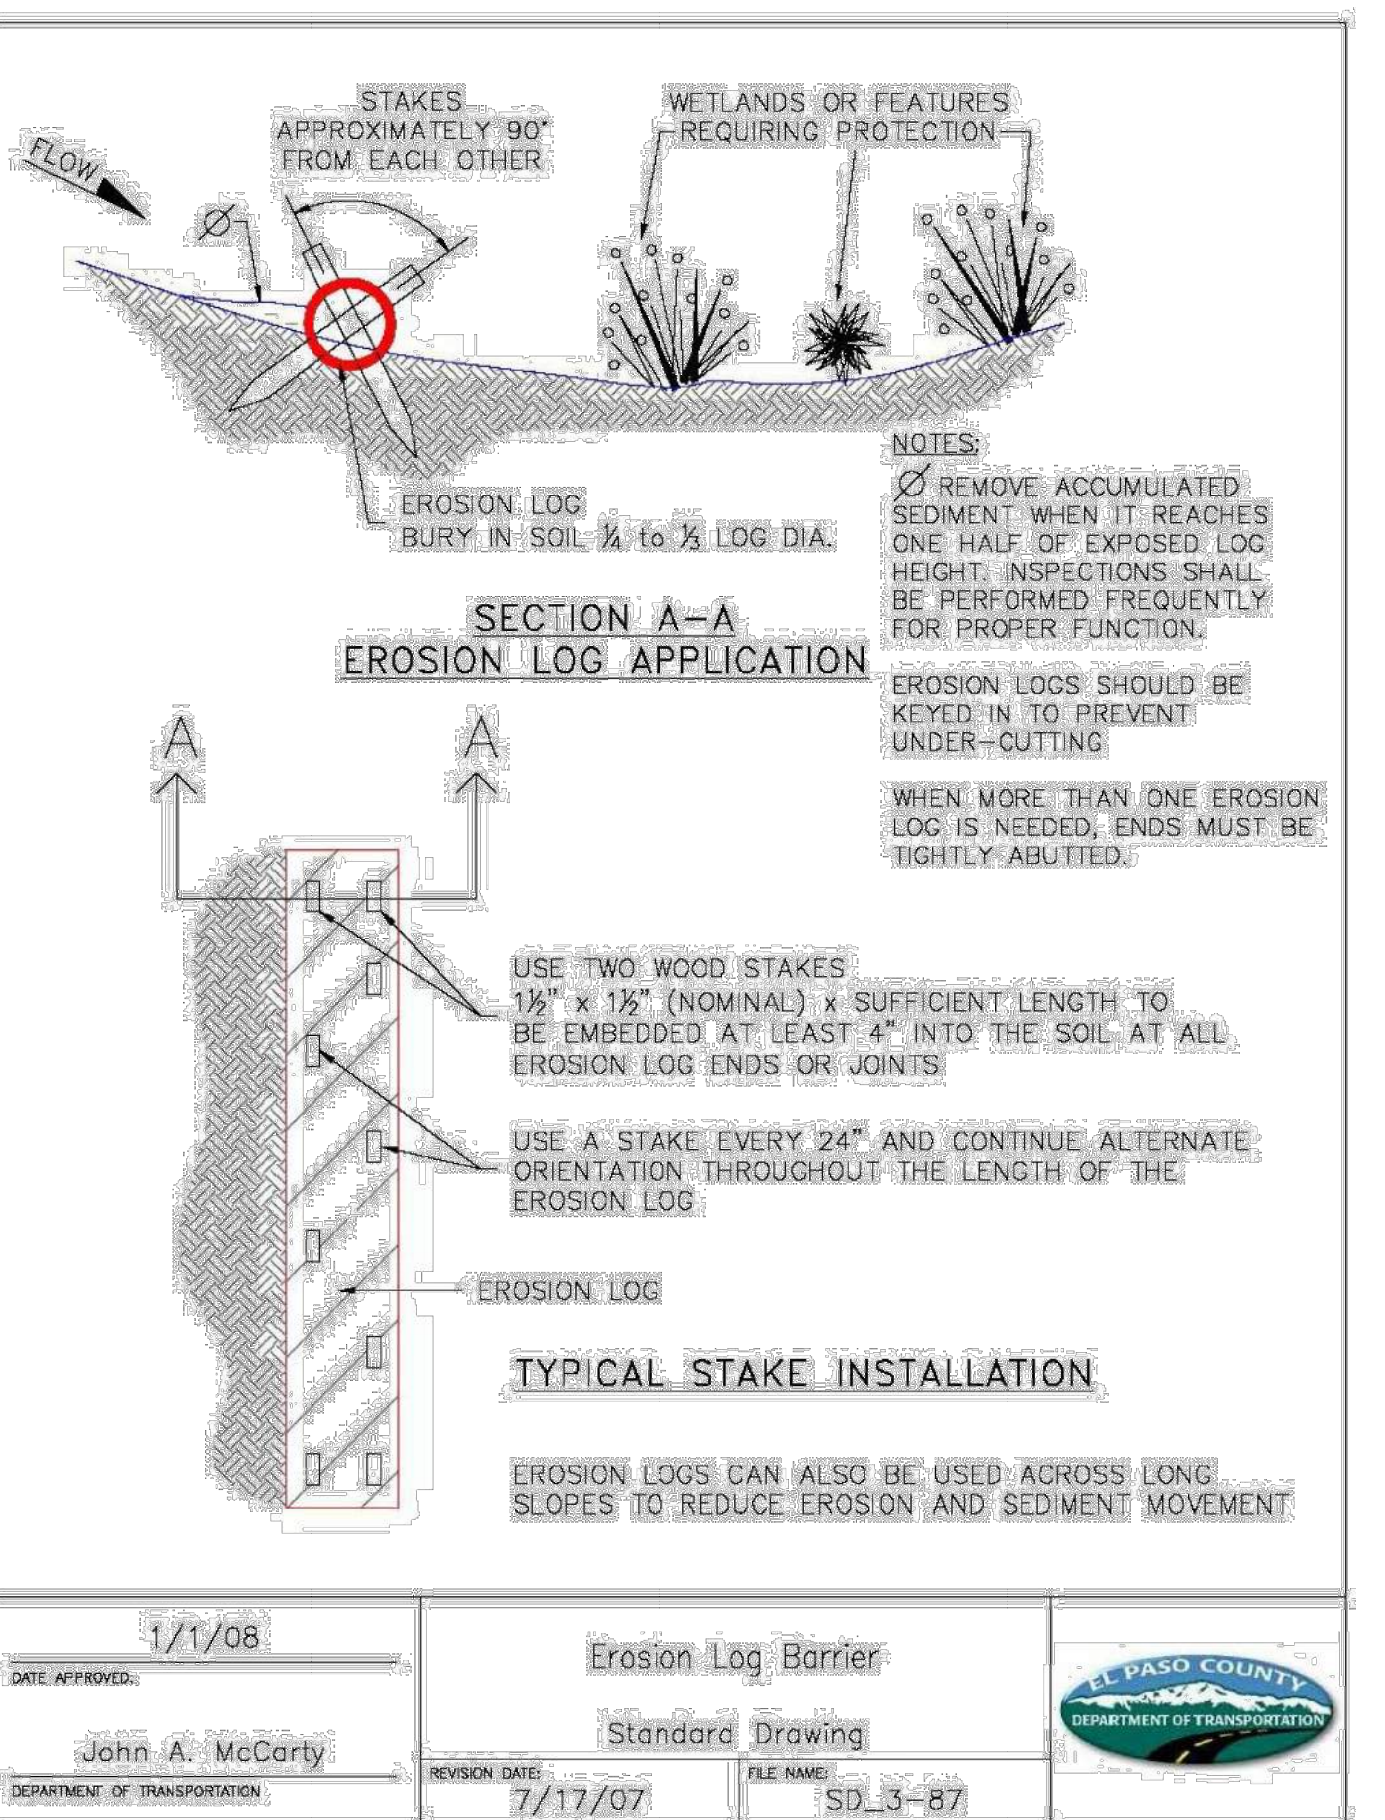 STAKES
APPROXIMATELY 90°
FROM EACH OTHER
WETLANDS OR FEATURES
REQUIRING PROTECTION
FLOW
Ø
EROSION LOG
BURY IN SOIL ¼ to ⅓ LOG DIA.
NOTES:
Ø REMOVE ACCUMULATED
SEDIMENT WHEN IT REACHES
ONE HALF OF EXPOSED LOG
HEIGHT. INSPECTIONS SHALL
BE PERFORMED FREQUENTLY
FOR PROPER FUNCTION.
EROSION LOGS SHOULD BE
KEYED IN TO PREVENT
UNDER-CUTTING
WHEN MORE THAN ONE EROSION
LOG IS NEEDED, ENDS MUST BE
TIGHTLY ABUTTED.
SECTION A-A
EROSION LOG APPLICATION
A A
USE TWO WOOD STAKES
1½" x 1½" (NOMINAL) x SUFFICIENT LENGTH TO
BE EMBEDDED AT LEAST 4" INTO THE SOIL AT ALL
EROSION LOG ENDS OR JOINTS
USE A STAKE EVERY 24" AND CONTINUE ALTERNATE
ORIENTATION THROUGHOUT THE LENGTH OF THE
EROSION LOG
EROSION LOG
TYPICAL STAKE INSTALLATION
EROSION LOGS CAN ALSO BE USED ACROSS LONG
SLOPES TO REDUCE EROSION AND SEDIMENT MOVEMENT
1/1/08
DATE APPROVED:
John A. McCarty
DEPARTMENT OF TRANSPORTATION
Erosion Log Barrier
Standard Drawing
REVISION DATE:
7/17/07
FILE NAME:
SD_3-87
EL PASO COUNTY
DEPARTMENT OF TRANSPORTATION